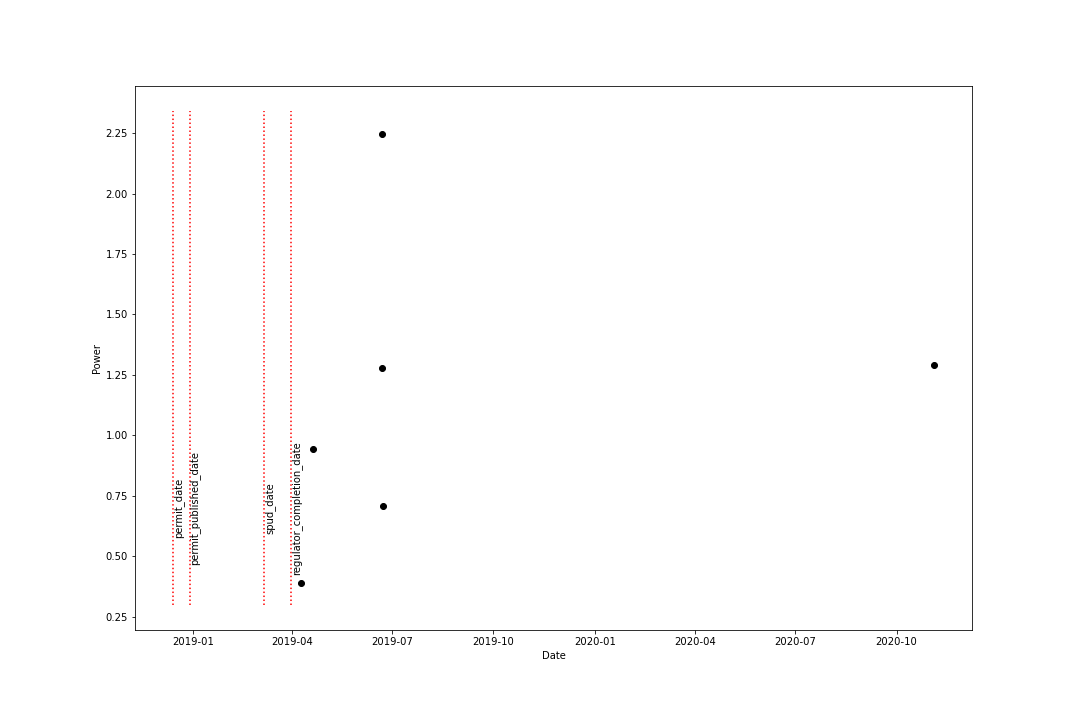 2.25
2.00
1.75
1.50
1.25
1.00
0.75
0.50
0.25
Power
permit_date
permit_published_date
spud_date
regulator_completion_date
2019-01
2019-04
2019-07
2019-10
2020-01
2020-04
2020-07
2020-10
Date